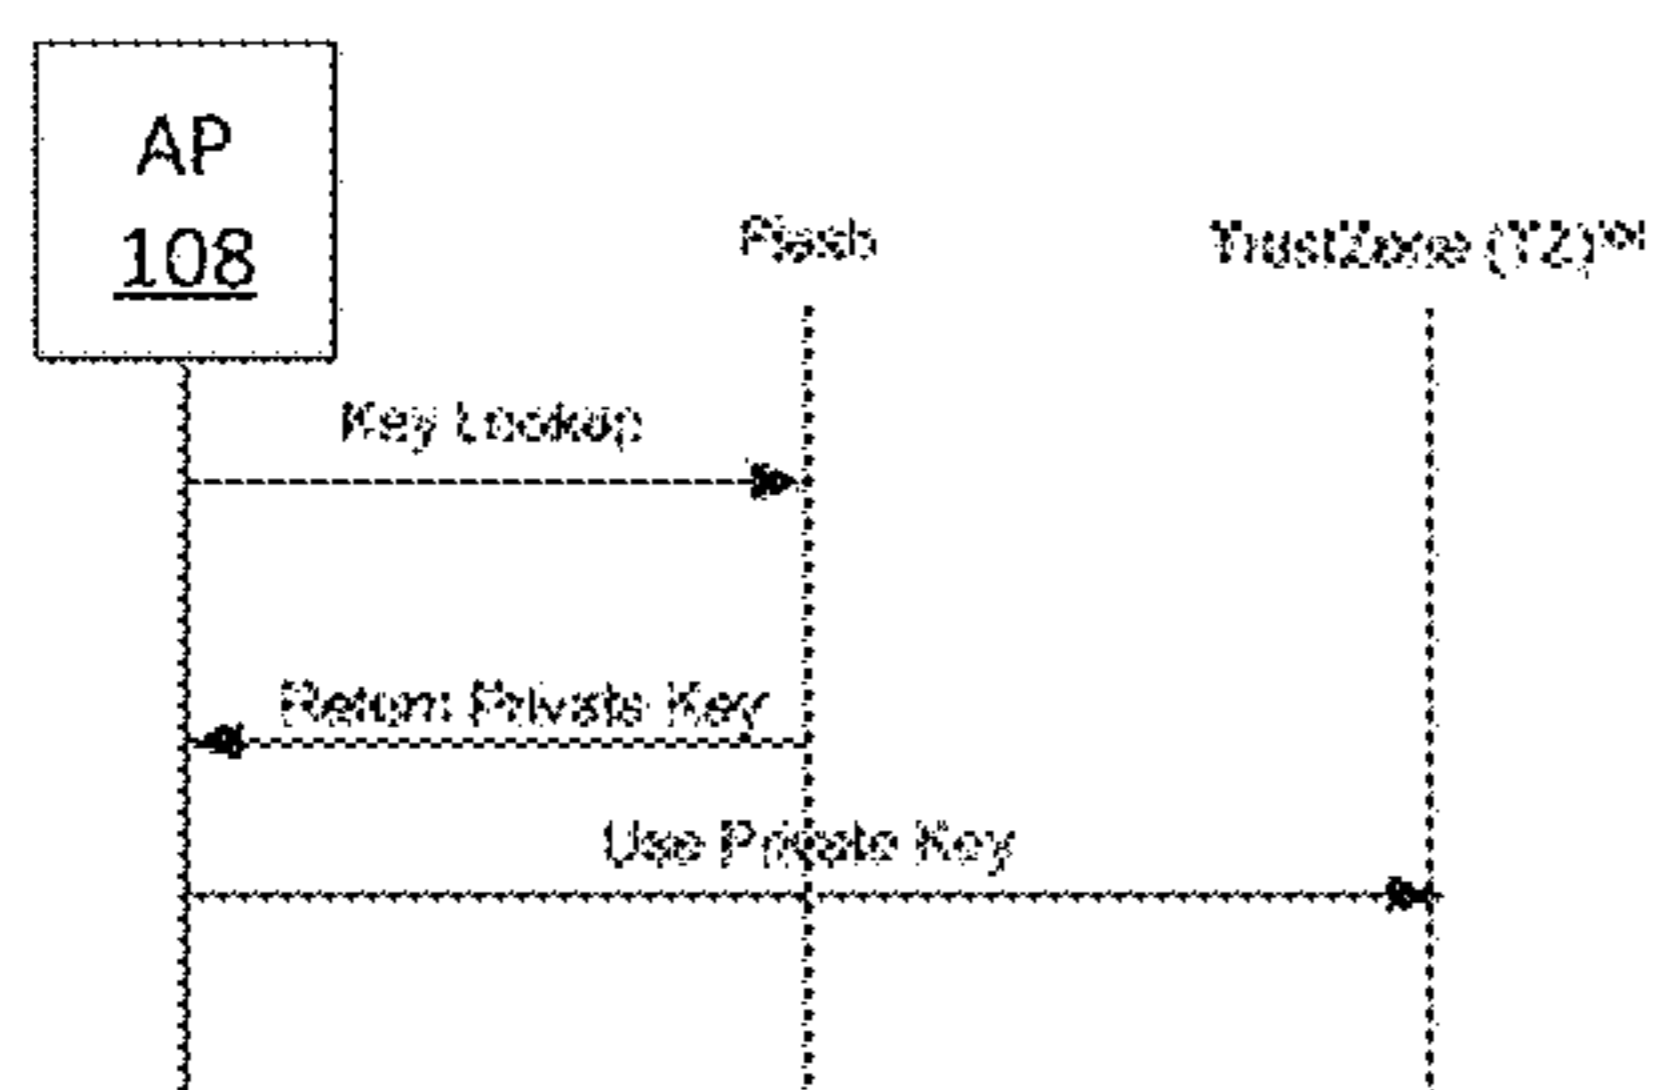 AP
108
Flash
TrustZone (TZ)™
Key Lookup
Return Private Key
Use Private Key